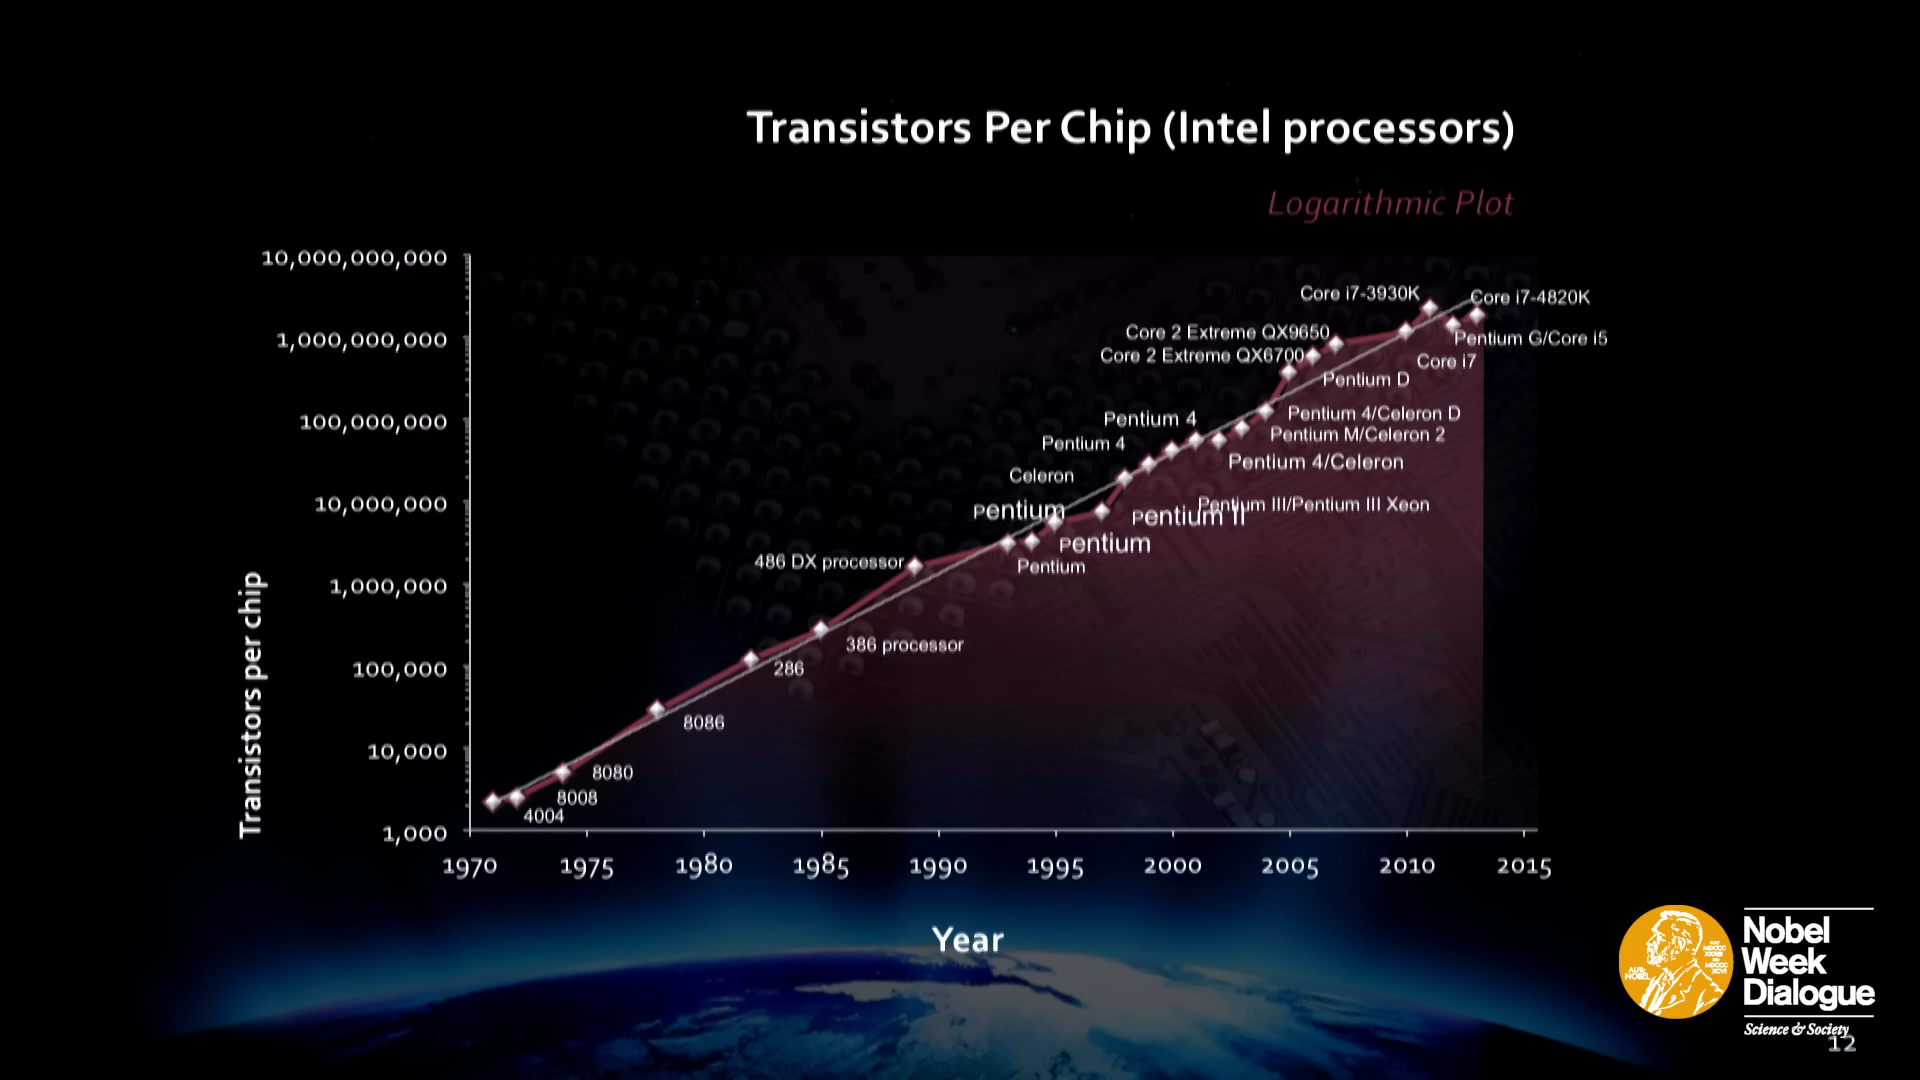 Transistors Per Chip (Intel processors)
Logarithmic Plot
10,000,000,000
1,000,000,000
100,000,000
10,000,000
1,000,000
100,000
10,000
1,000
Transistors per chip
Core i7-3930K
Core i7-4820K
Core 2 Extreme QX9650
Pentium G/Core i5
Core 2 Extreme QX6700
Core i7
Pentium D
Pentium 4
Pentium 4/Celeron D
Pentium 4
Pentium M/Celeron 2
Pentium 4/Celeron
Celeron
Pentium III/Pentium III Xeon
Pentium
Pentium II
Pentium
486 DX processor
Pentium
386 processor
286
8086
8080
8008
4004
1970 1975 1980 1985 1990 1995 2000 2005 2010 2015
Year
ALFR.
NOBEL
Nobel
Week
Dialogue
Science & Society
12